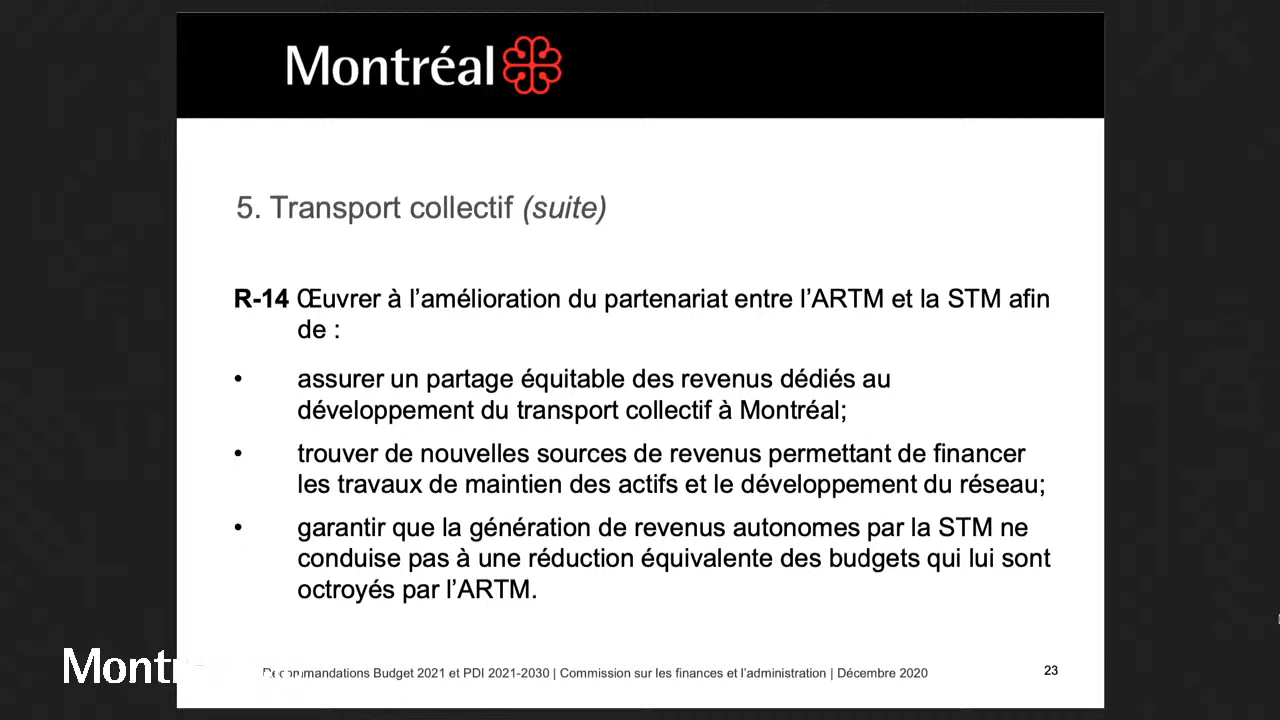 Montréal
5. Transport collectif (suite)
R-14 Œuvrer à l’amélioration du partenariat entre l’ARTM et la STM afin
de :
• assurer un partage équitable des revenus dédiés au
développement du transport collectif à Montréal;
• trouver de nouvelles sources de revenus permettant de financer
les travaux de maintien des actifs et le développement du réseau;
• garantir que la génération de revenus autonomes par la STM ne
conduise pas à une réduction équivalente des budgets qui lui sont
octroyés par l’ARTM.
Recommandations Budget 2021 et PDI 2021-2030 | Commission sur les finances et l’administration | Décembre 2020
23